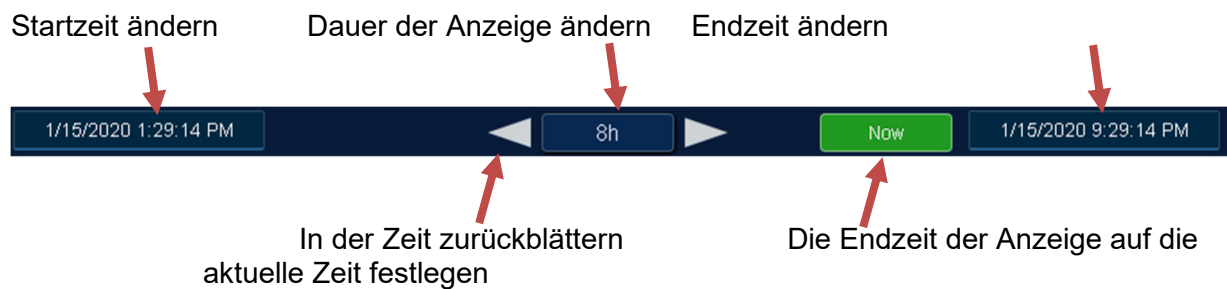 Startzeit ändern Dauer der Anzeige ändern Endzeit ändern
1/15/2020 1:29:14 PM 8h Now 1/15/2020 9:29:14 PM
In der Zeit zurückblättern Die Endzeit der Anzeige auf die
aktuelle Zeit festlegen